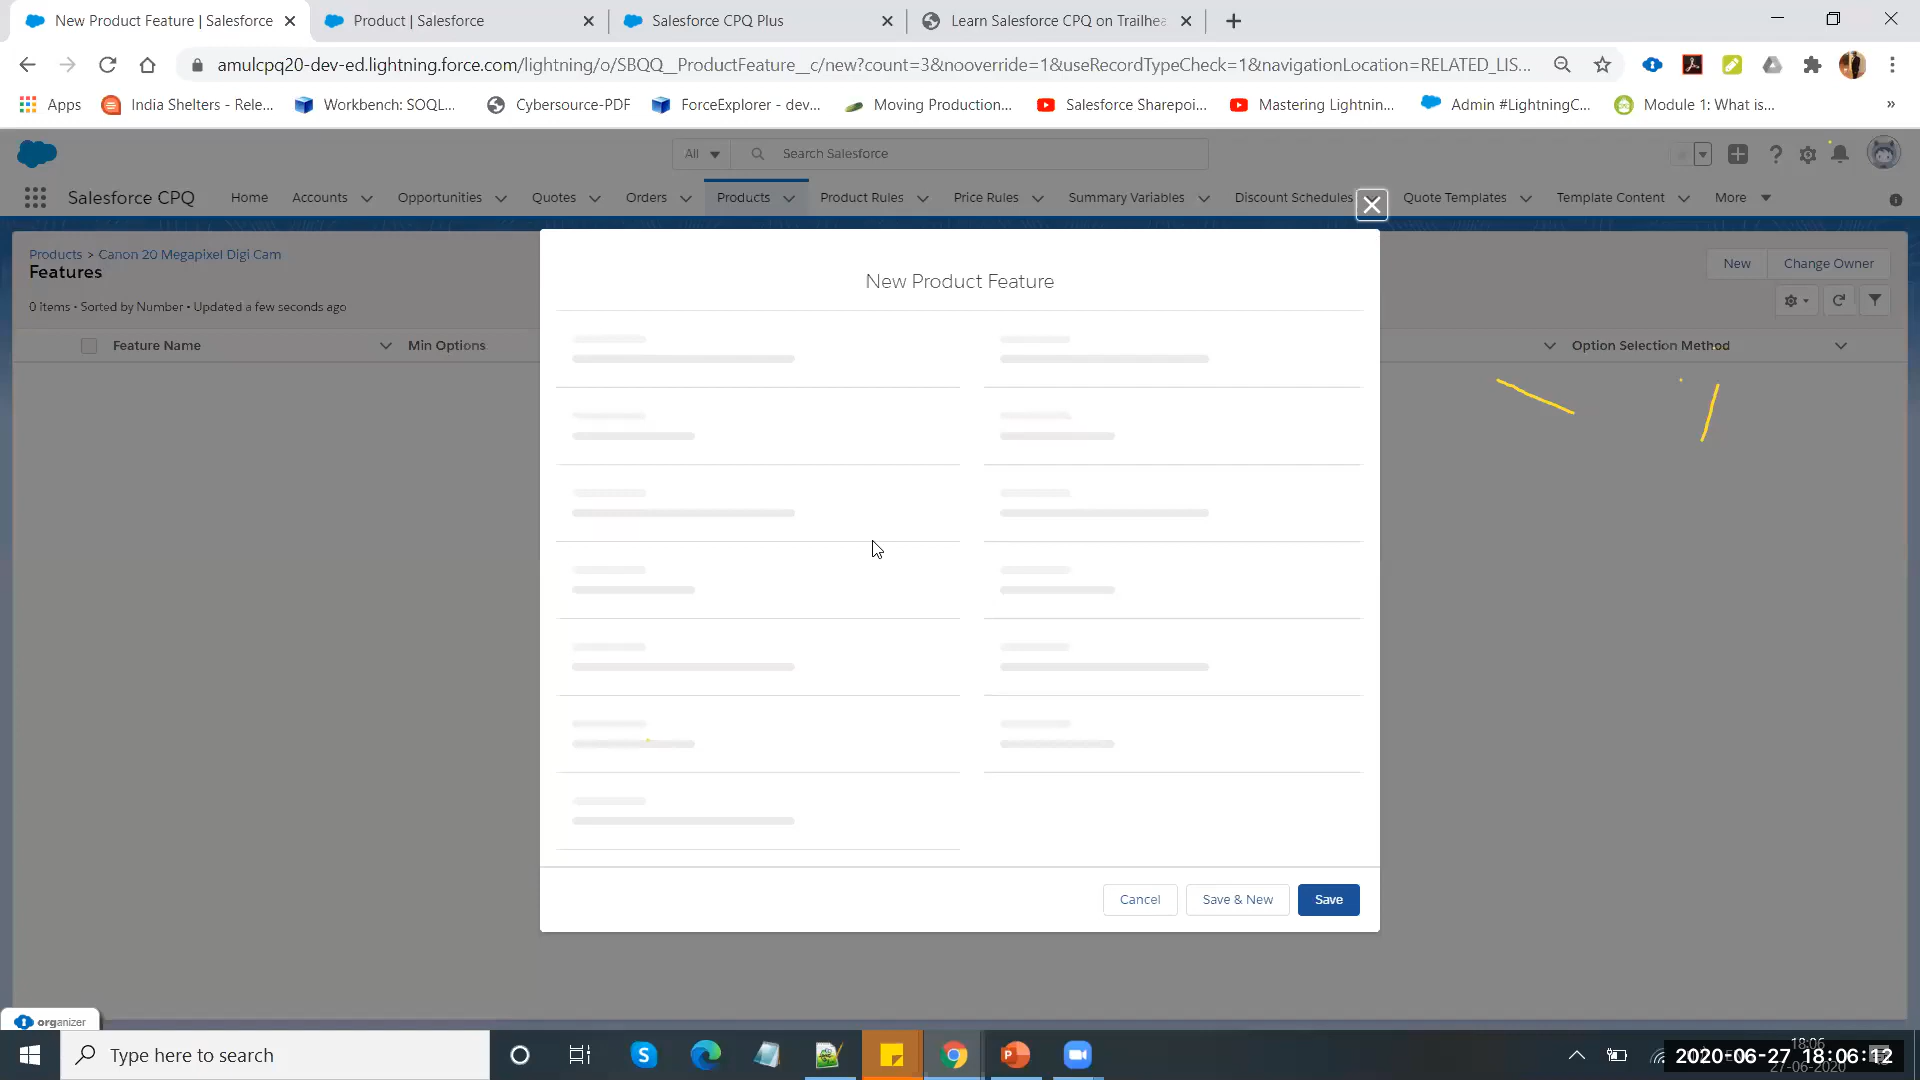 New Product Feature | Salesforce
Product | Salesforce
Salesforce CPQ Plus
Learn Salesforce CPQ on Trailhea
amulcpq20-dev-ed.lightning.force.com/lightning/o/SBQQ__ProductFeature__c/new?count=3&nooverride=1&useRecordTypeCheck=1&navigationLocation=RELATED_LIS...
Apps
India Shelters - Rele...
Workbench: SOQL...
Cybersource-PDF
ForceExplorer - dev...
Moving Production...
Salesforce Sharepoi...
Mastering Lightnin...
Admin #LightningC...
Module 1: What is...
»
All
Search Salesforce
Salesforce CPQ
Home
Accounts
Opportunities
Quotes
Orders
Products
Product Rules
Price Rules
Summary Variables
Discount Schedules
Quote Templates
Template Content
More
Products > Canon 20 Megapixel Digi Cam
Features
0 items • Sorted by Number • Updated a few seconds ago
New
Change Owner
Feature Name
Min Options
Option Selection Method
New Product Feature
Cancel
Save & New
Save
organizer
Type here to search
18:06
2020-06-27 18:06:12
27-06-2020